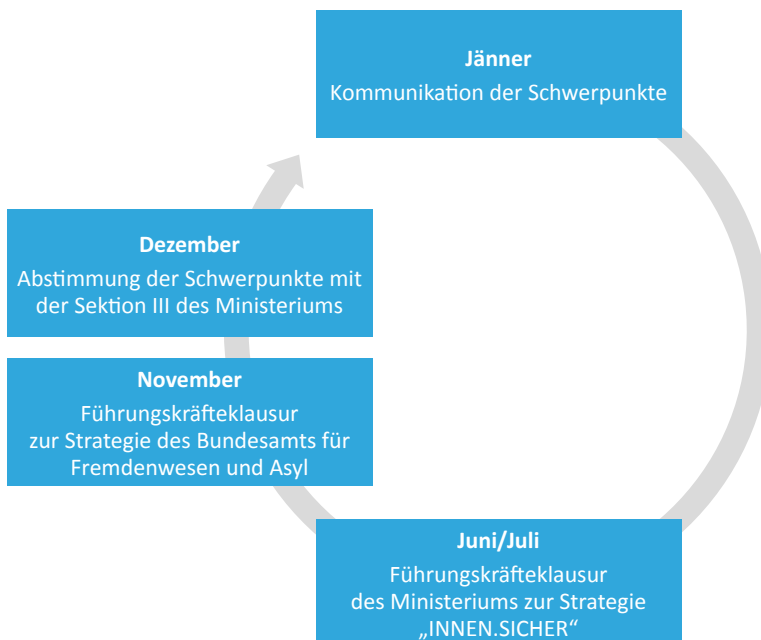 Jänner
Kommunikation der Schwerpunkte
Dezember
Abstimmung der Schwerpunkte mit
der Sektion III des Ministeriums
November
Führungskräfteklausur
zur Strategie des Bundesamts für
Fremdenwesen und Asyl
Juni/Juli
Führungskräfteklausur
des Ministeriums zur Strategie
„INNEN.SICHER“